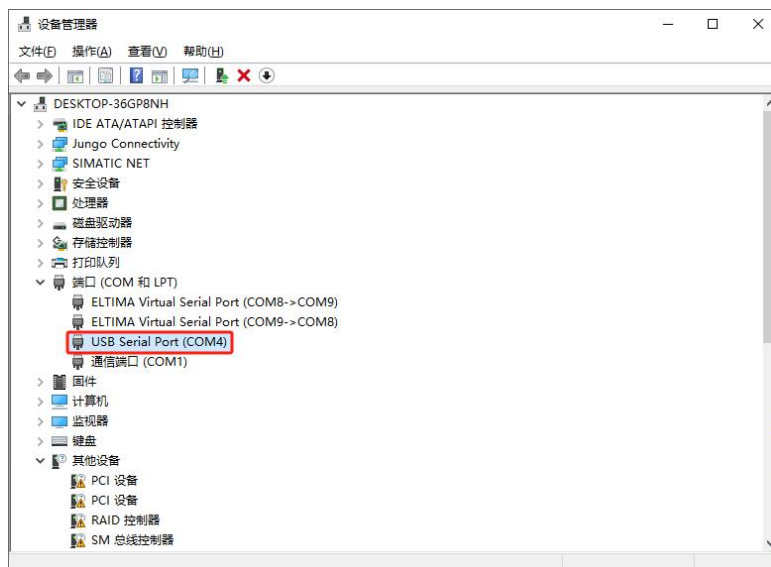 设备管理器
文件(F) 操作(A) 查看(V) 帮助(H)
DESKTOP-36GP8NH
IDE ATA/ATAPI 控制器
Jungo Connectivity
SIMATIC NET
安全设备
处理器
磁盘驱动器
存储控制器
打印队列
端口 (COM 和 LPT)
ELTIMA Virtual Serial Port (COM8->COM9)
ELTIMA Virtual Serial Port (COM9->COM8)
USB Serial Port (COM4)
通信端口 (COM1)
固件
计算机
监视器
键盘
其他设备
PCI 设备
PCI 设备
RAID 控制器
SM 总线控制器